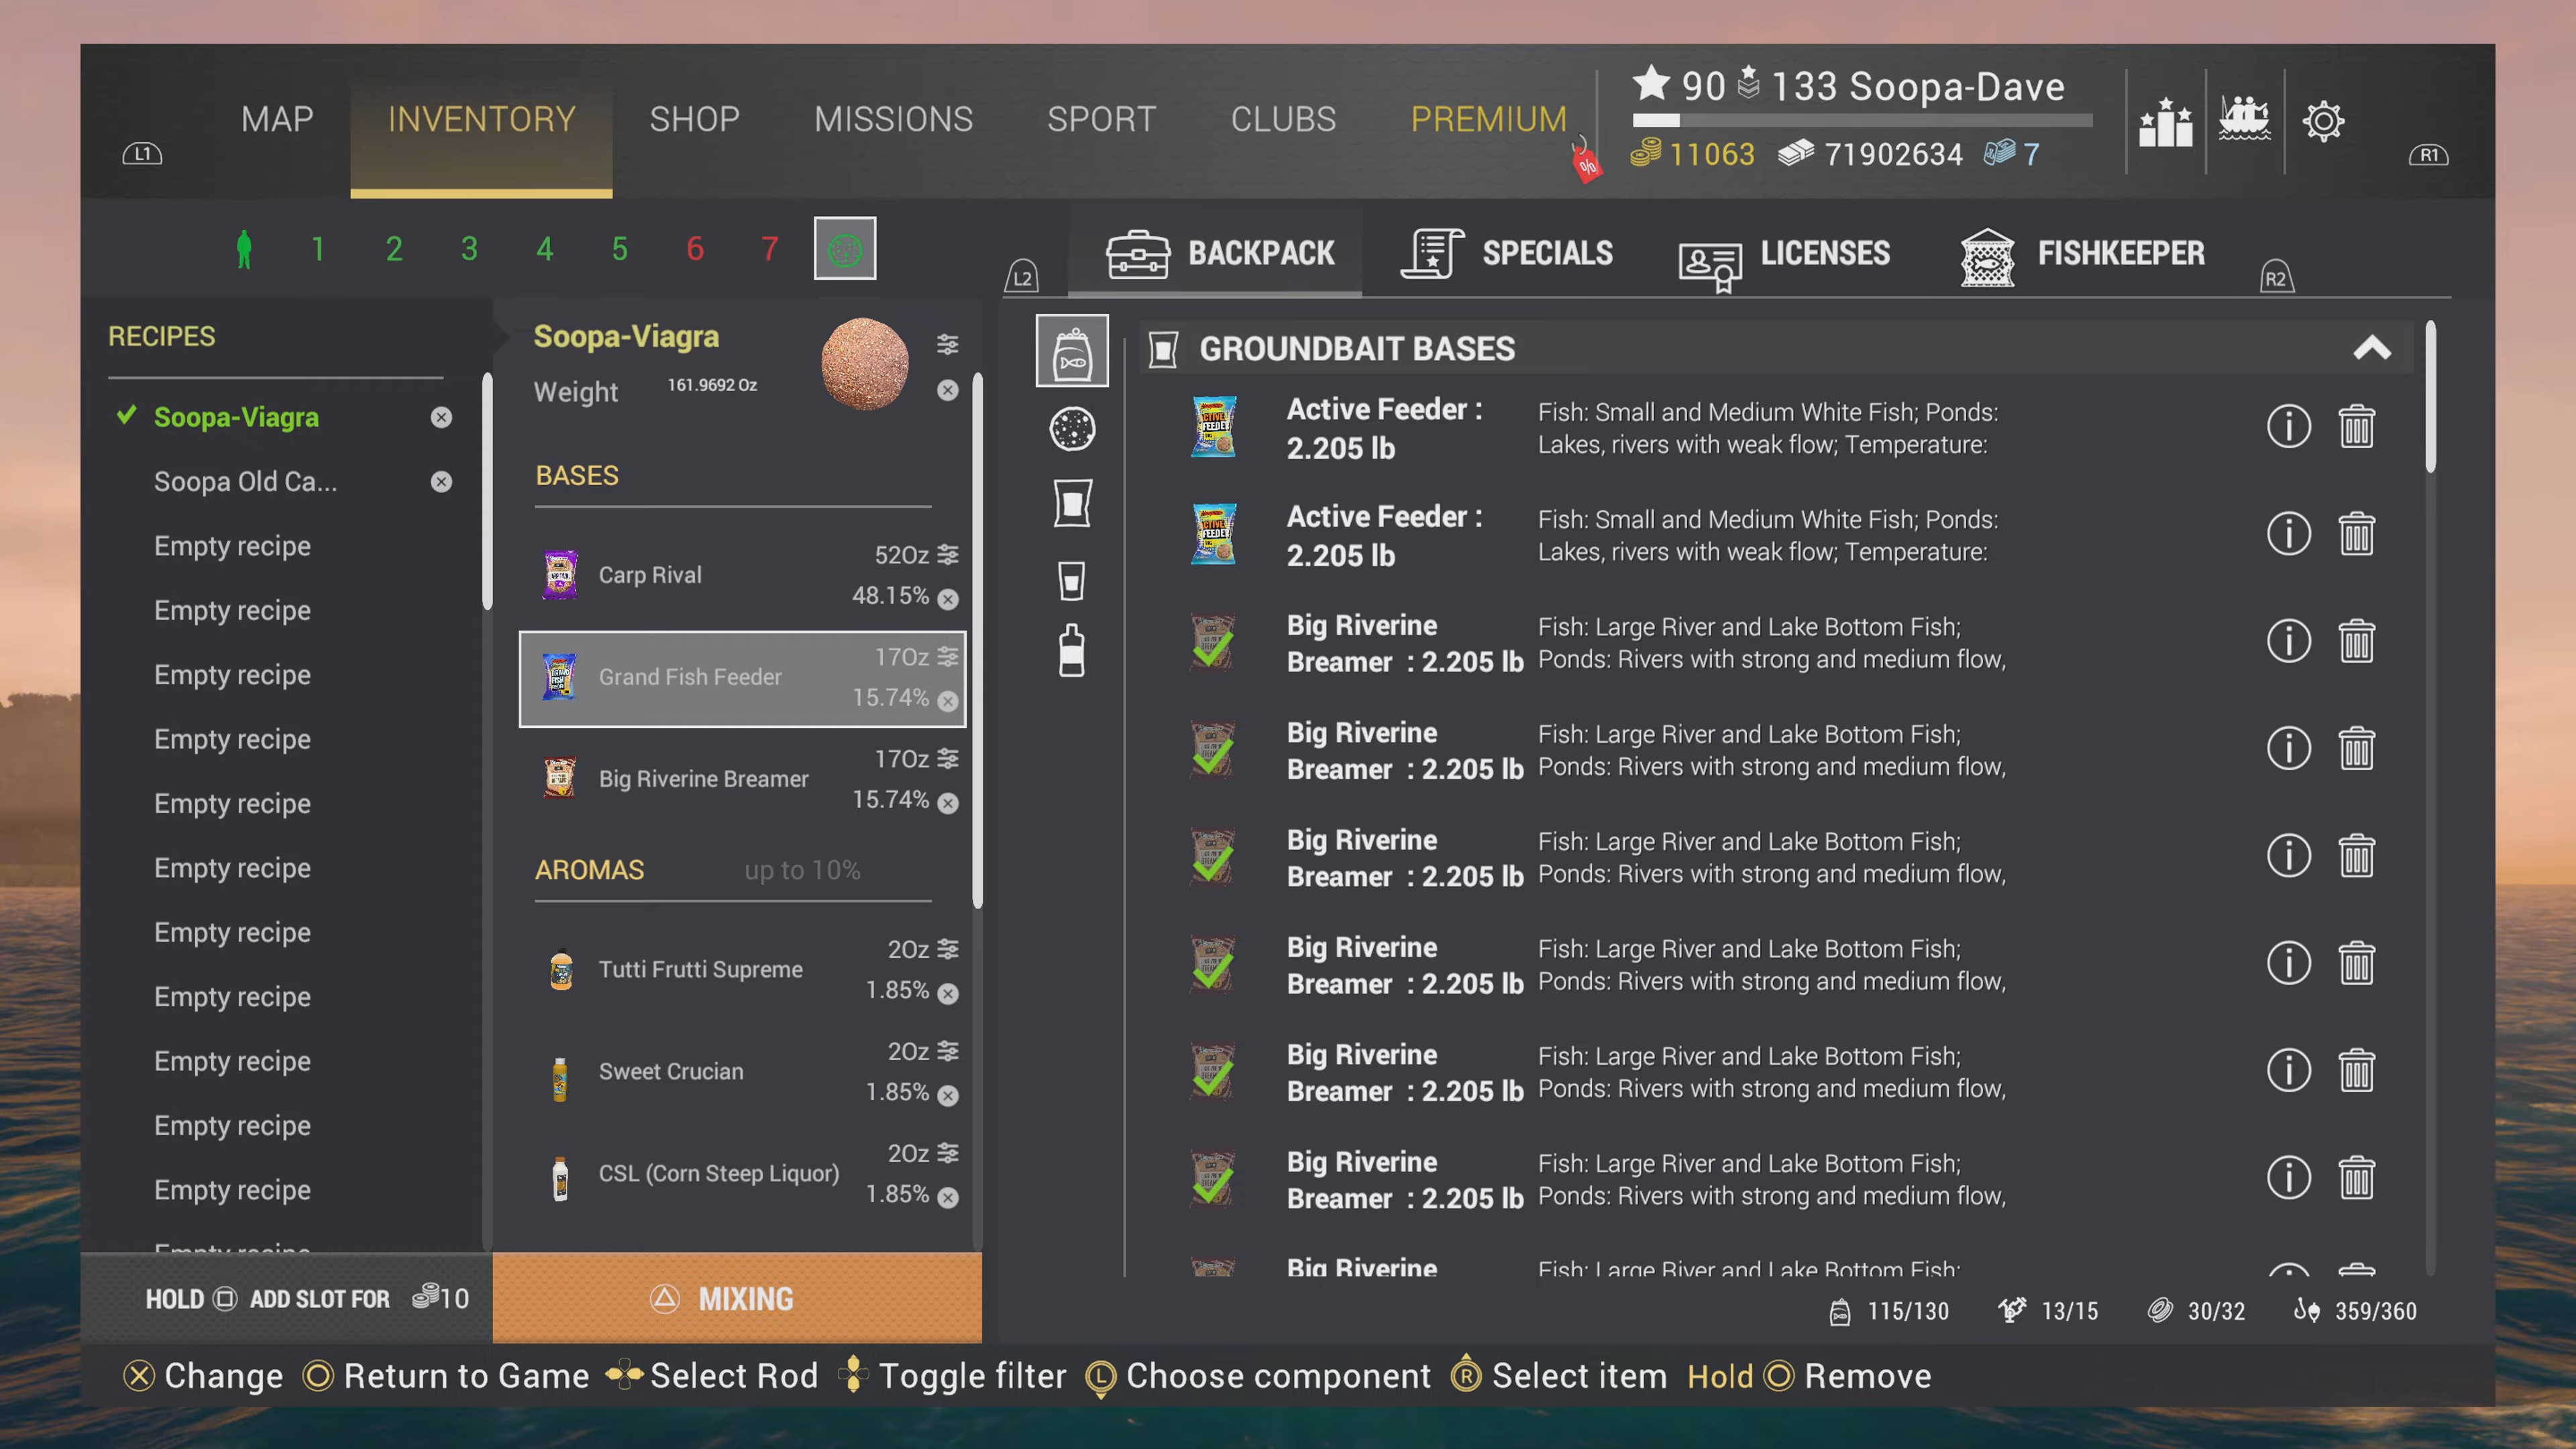 MAP INVENTORY SHOP MISSIONS SPORT CLUBS PREMIUM
L1
%
90 133 Soopa-Dave
11063 71902634 7
R1
1 2 3 4 5 6 7
L2
BACKPACK SPECIALS LICENSES FISHKEEPER
R2
RECIPES
Soopa-Viagra
Soopa Old Ca...
Empty recipe
Empty recipe
Empty recipe
Empty recipe
Empty recipe
Empty recipe
Empty recipe
Empty recipe
Empty recipe
Empty recipe
Empty recipe
Empty recipe
HOLD ADD SLOT FOR 10
Soopa-Viagra
Weight 161.9692 Oz
BASES
Carp Rival
52Oz
48.15%
Grand Fish Feeder
17Oz
15.74%
Big Riverine Breamer
17Oz
15.74%
AROMAS up to 10%
Tutti Frutti Supreme
2Oz
1.85%
Sweet Crucian
2Oz
1.85%
CSL (Corn Steep Liquor)
2Oz
1.85%
MIXING
GROUNDBAIT BASES
Active Feeder :
2.205 lb
Fish: Small and Medium White Fish; Ponds:
Lakes, rivers with weak flow; Temperature:
Active Feeder :
2.205 lb
Fish: Small and Medium White Fish; Ponds:
Lakes, rivers with weak flow; Temperature:
Big Riverine
Breamer : 2.205 lb
Fish: Large River and Lake Bottom Fish;
Ponds: Rivers with strong and medium flow,
Big Riverine
Breamer : 2.205 lb
Fish: Large River and Lake Bottom Fish;
Ponds: Rivers with strong and medium flow,
Big Riverine
Breamer : 2.205 lb
Fish: Large River and Lake Bottom Fish;
Ponds: Rivers with strong and medium flow,
Big Riverine
Breamer : 2.205 lb
Fish: Large River and Lake Bottom Fish;
Ponds: Rivers with strong and medium flow,
Big Riverine
Breamer : 2.205 lb
Fish: Large River and Lake Bottom Fish;
Ponds: Rivers with strong and medium flow,
Big Riverine
Breamer : 2.205 lb
Fish: Large River and Lake Bottom Fish;
Ponds: Rivers with strong and medium flow,
Big Riverine
Fish: Large River and Lake Bottom Fish;
115/130 13/15 30/32 359/360
Change Return to Game Select Rod Toggle filter L Choose component R Select item Hold Remove